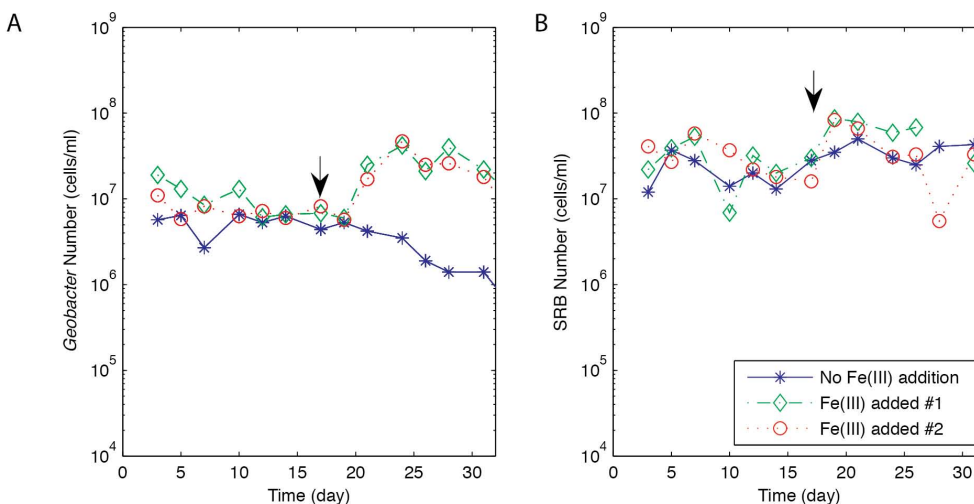 A
10^9
10^8
10^7
10^6
10^5
10^4
Geobacter Number (cells/ml)
0 5 10 15 20 25 30
Time (day)
B
10^9
10^8
10^7
10^6
10^5
10^4
SRB Number (cells/ml)
No Fe(III) addition
Fe(III) added #1
Fe(III) added #2
0 5 10 15 20 25 30
Time (day)